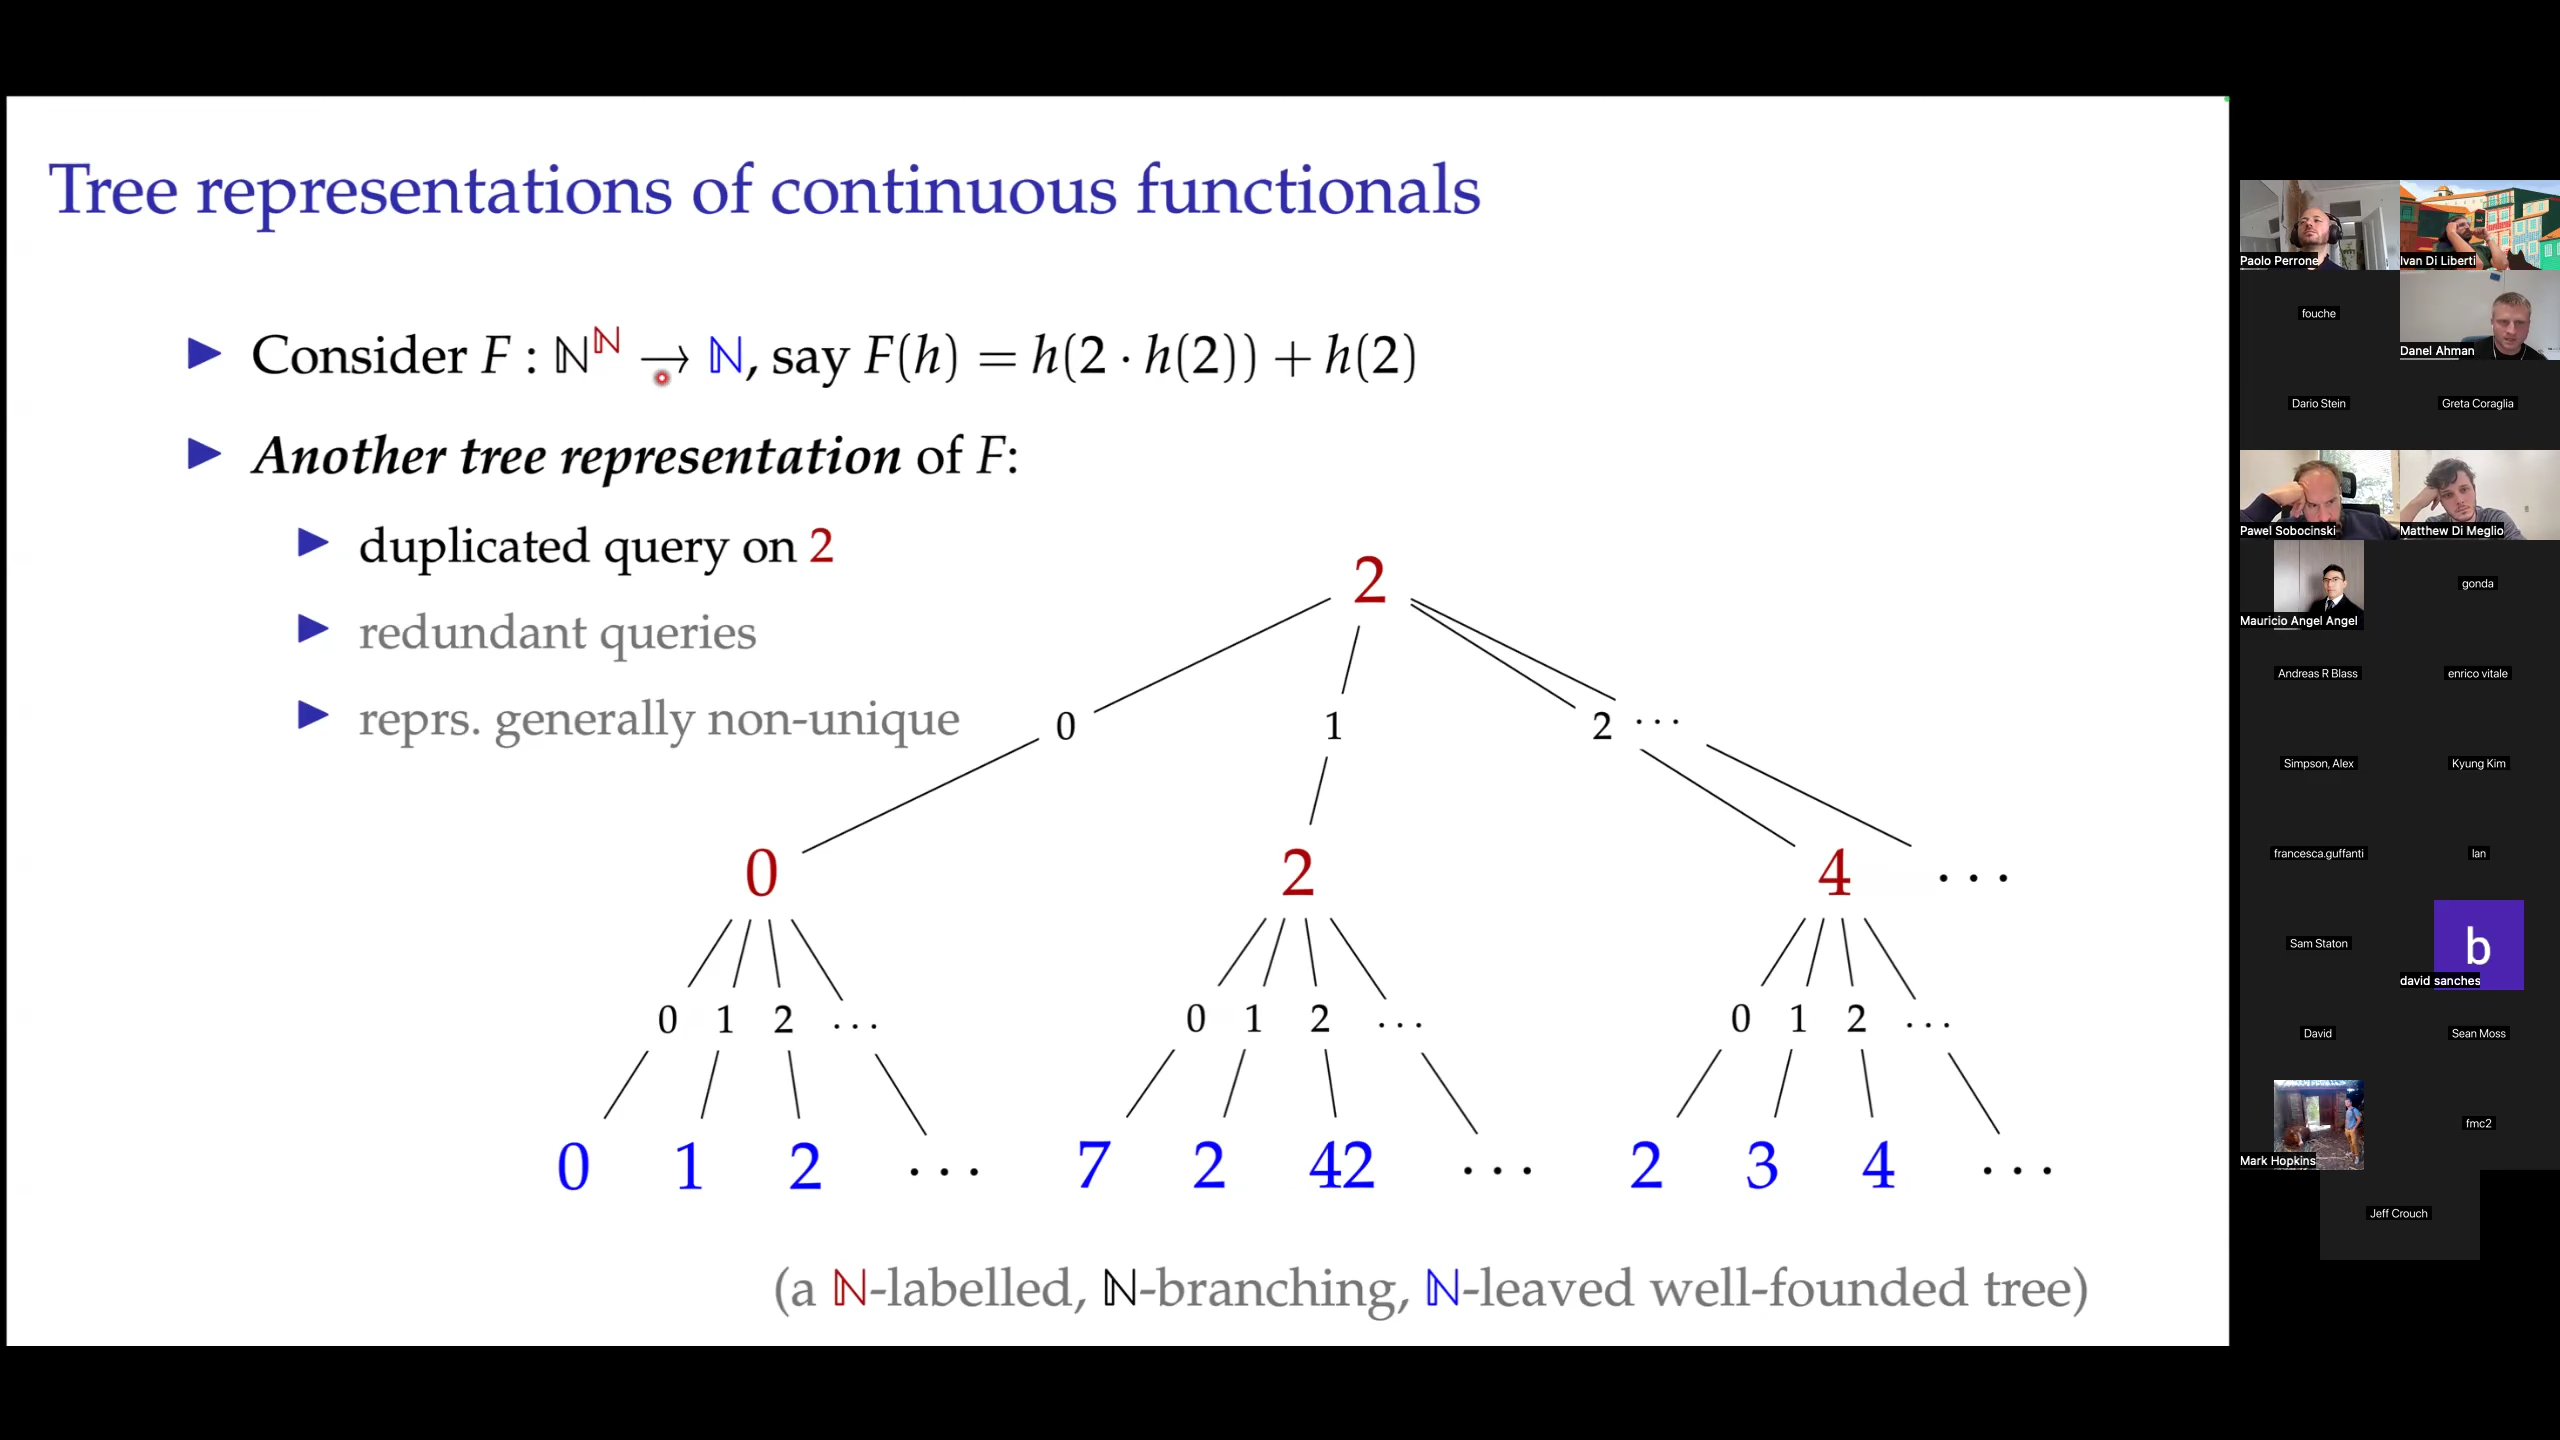 Tree representations of continuous functionals
▶ Consider F : ℕ^ℕ → ℕ, say F(h) = h(2 · h(2)) + h(2)
▶ Another tree representation of F:
▶ duplicated query on 2
▶ redundant queries
▶ reprs. generally non-unique
2
0 1 2 ···
0 2 4 ···
0 1 2 ··· 0 1 2 ··· 0 1 2 ···
0 1 2 ··· 7 2 42 ··· 2 3 4 ···
(a ℕ-labelled, ℕ-branching, ℕ-leaved well-founded tree)
Paolo Perrone
Ivan Di Liberti
fouche
Danel Ahman
Dario Stein
Greta Coraglia
Pawel Sobocinski
Matthew Di Meglio
Mauricio Angel Angel
gonda
Andreas R Blass
enrico vitale
Simpson, Alex
Kyung Kim
francesca.guffanti
Sam Staton
b
david sanches
David
Sean Moss
Mark Hopkins
fmc2
Jeff Crouch